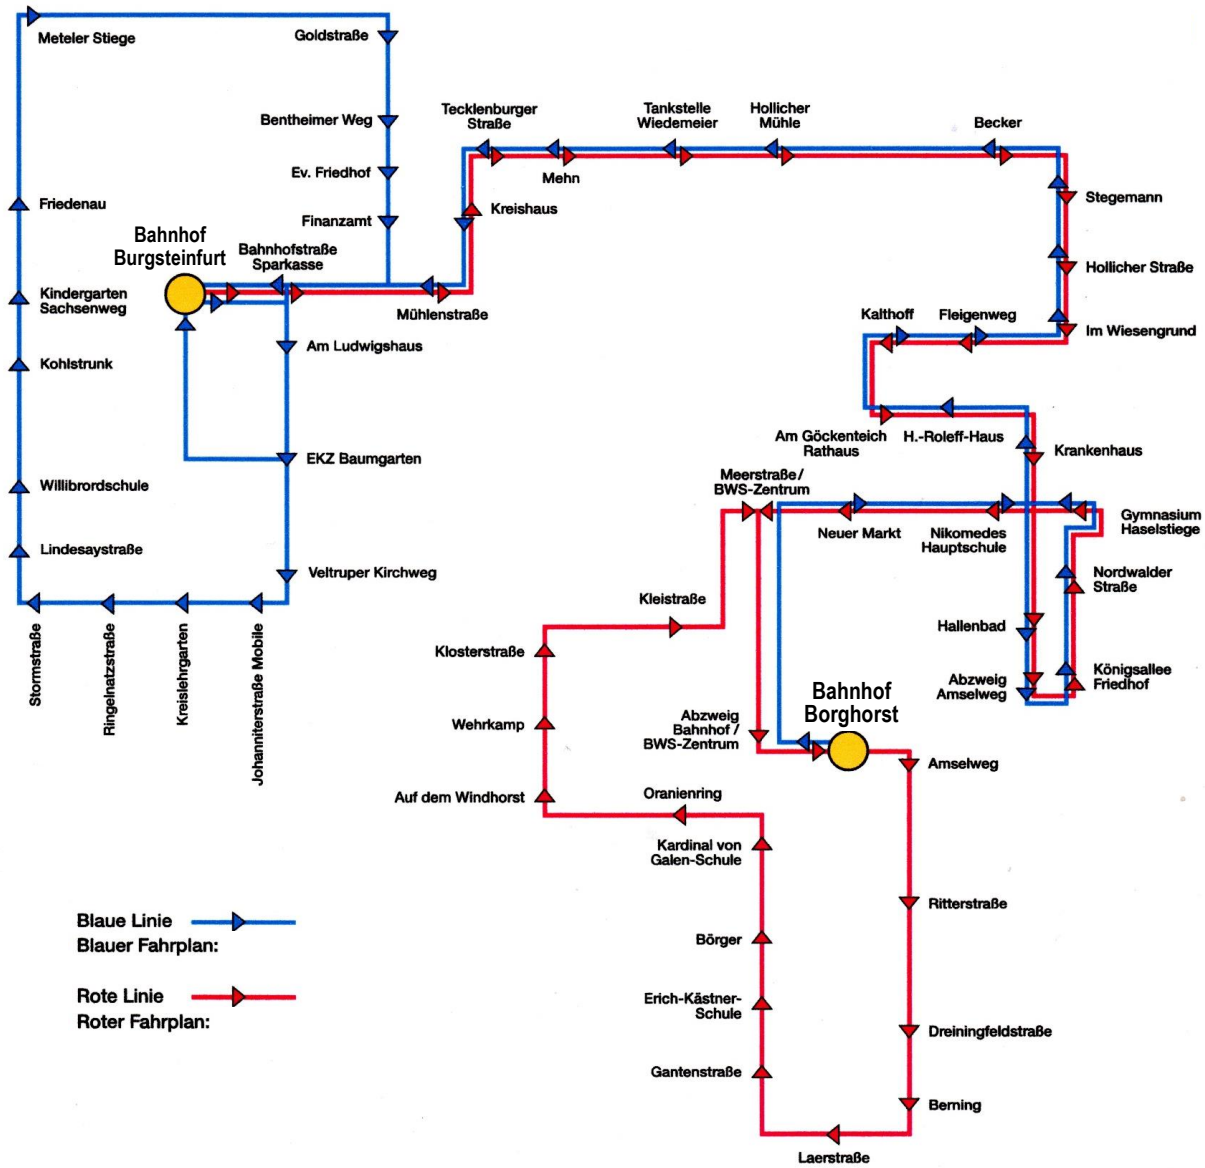 Meteler Stiege
Goldstraße
Bentheimer Weg
Ev. Friedhof
Finanzamt
Friedenau
Bahnhof
Burgsteinfurt
Bahnhofstraße
Sparkasse
Kindergarten
Sachsenweg
Mühlenstraße
Am Ludwigshaus
Kohlstrunk
EKZ Baumgarten
Willibrordschule
Lindesaystraße
Veltruper Kirchweg
Stormstraße
Ringelnatzstraße
Kreislehrgarten
Johanniterstraße Mobile
Tecklenburger
Straße
Tankstelle
Wiedemeier
Hollicher
Mühle
Becker
Mehn
Kreishaus
Stegemann
Hollicher Straße
Im Wiesengrund
Kalthoff
Fleigenweg
Am Göckenteich
Rathaus
H.-Roleff-Haus
Krankenhaus
Meerstraße/
BWS-Zentrum
Neuer Markt
Nikomedes
Hauptschule
Gymnasium
Haselstiege
Nordwalder
Straße
Kleistraße
Hallenbad
Klosterstraße
Abzweig
Amselweg
Königsallee
Friedhof
Bahnhof
Borghorst
Wehrkamp
Abzweig
Bahnhof /
BWS-Zentrum
Amselweg
Auf dem Windhorst
Oranienring
Kardinal von
Galen-Schule
Ritterstraße
Börger
Erich-Kästner-
Schule
Dreiningfeldstraße
Gantenstraße
Berning
Laerstraße
Blaue Linie
Blauer Fahrplan:
Rote Linie
Roter Fahrplan: